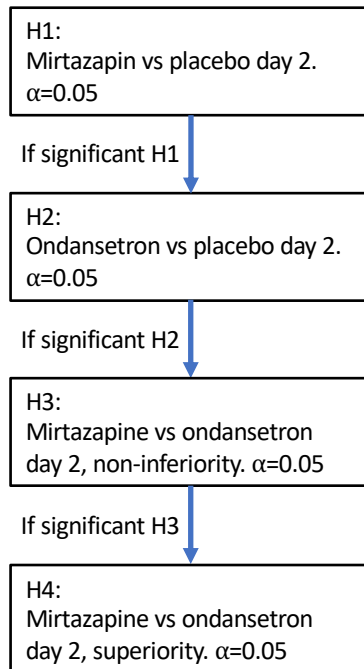 H1:
Mirtazapin vs placebo day 2.
α=0.05
If significant H1
H2:
Ondansetron vs placebo day 2.
α=0.05
If significant H2
H3:
Mirtazapine vs ondansetron
day 2, non-inferiority. α=0.05
If significant H3
H4:
Mirtazapine vs ondansetron
day 2, superiority. α=0.05